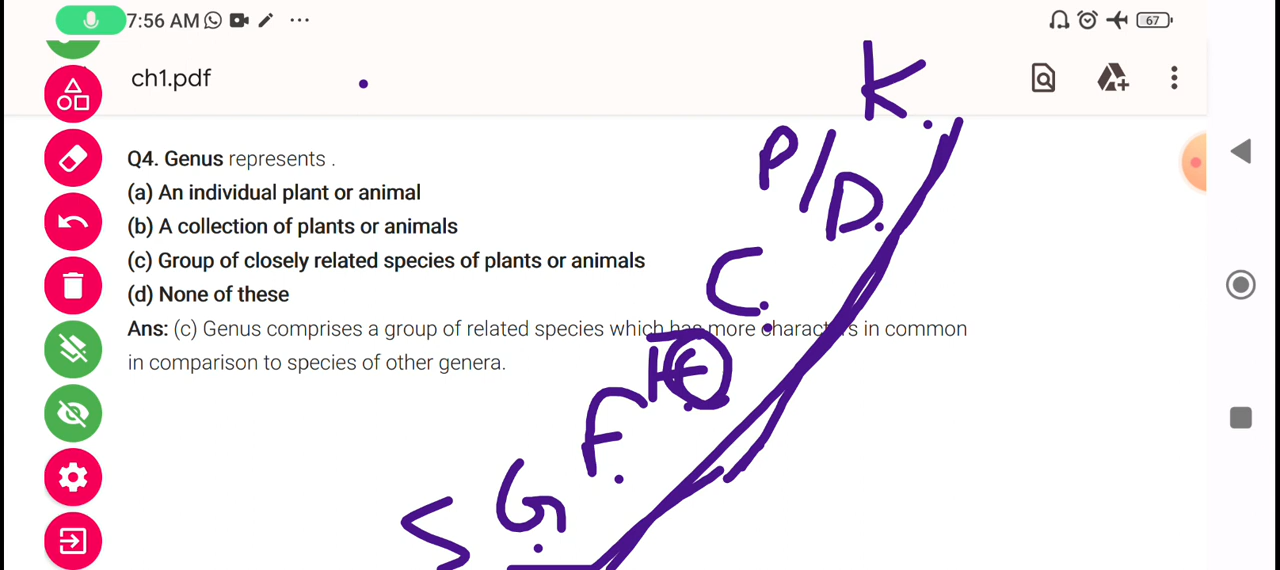 7:56 AM
67
ch1.pdf
K.
P/D.
Q4. Genus represents .
(a) An individual plant or animal
(b) A collection of plants or animals
C.
(c) Group of closely related species of plants or animals
(d) None of these
Ans: (c) Genus comprises a group of related species which has more characters in common
in comparison to species of other genera.
F.
G.
S